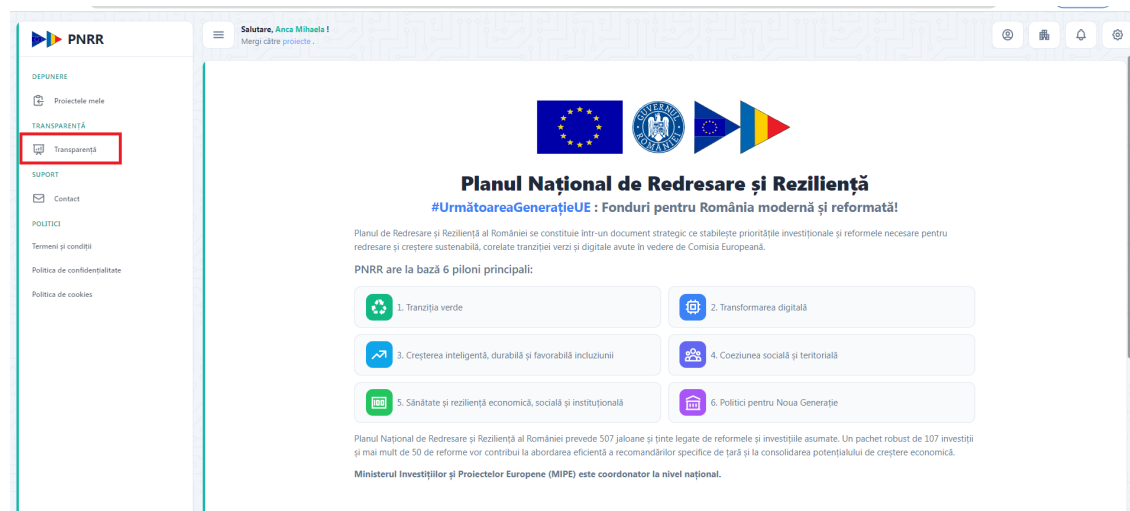 PNRR
Salutare, Anca Mihaela !
Mergi către proiecte .
DEPUNERE
Proiectele mele
TRANSPARENȚĂ
Transparență
SUPORT
Contact
POLITICI
Termeni și condiții
Politica de confidențialitate
Politica de cookies
GUVERNUL ROMÂNIEI
Planul Național de Redresare și Reziliență
#UrmătoareaGenerațieUE : Fonduri pentru România modernă și reformată!
Planul de Redresare și Reziliență al României se constituie într-un document strategic ce stabilește prioritățile investiționale și reformele necesare pentru
redresare și creștere sustenabilă, corelate tranziției verzi și digitale avute în vedere de Comisia Europeană.
PNRR are la bază 6 piloni principali:
1. Tranziția verde
2. Transformarea digitală
3. Creșterea inteligentă, durabilă și favorabilă incluziunii
4. Coeziunea socială și teritorială
5. Sănătate și reziliență economică, socială și instituțională
6. Politici pentru Noua Generație
Planul Național de Redresare și Reziliență al României prevede 507 jaloane și ținte legate de reformele și investițiile asumate. Un pachet robust de 107 investiții
și mai mult de 50 de reforme vor contribui la abordarea eficientă a recomandărilor specifice de țară și la consolidarea potențialului de creștere economică.
Ministerul Investițiilor și Proiectelor Europene (MIPE) este coordonator la nivel național.